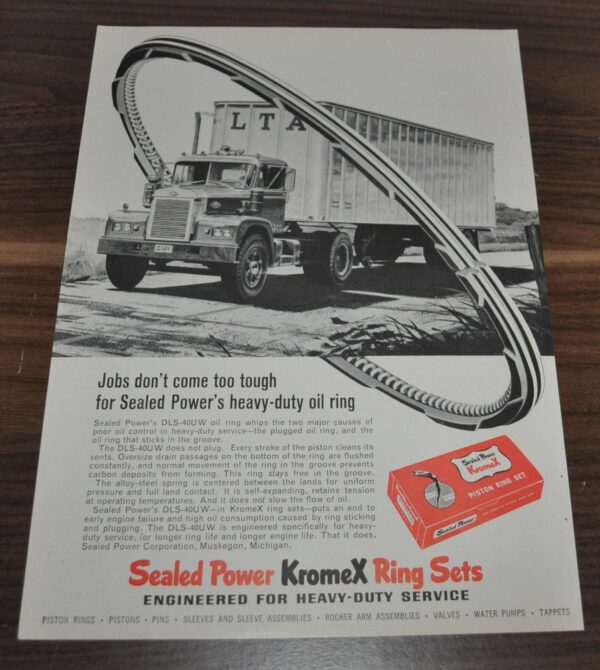 LTA
Jobs don't come too tough
for Sealed Power's heavy-duty oil ring
Sealed Power's DLS-40UW oil ring whips the two major causes of
poor oil control in heavy-duty service—the plugged oil ring, and the
oil ring that sticks in the groove.
The DLS-40UW does not plug. Every stroke of the piston cleans its
vents. Oversize drain passages on the bottom of the ring are flushed
constantly, and normal movement of the ring in the groove prevents
carbon deposits from forming. This ring stays free in the groove.
The alloy-steel spring is centered between the lands for uniform
pressure and full land contact. It is self-expanding, retains tension
at operating temperatures. And it does not slow the flow of oil.
Sealed Power's DLS-40UW—in KromeX ring sets—puts an end to
early engine failure and high oil consumption caused by ring sticking
and plugging. The DLS-40UW is engineered specifically for heavy-
duty service, for longer ring life and longer engine life. That it does.
Sealed Power Corporation, Muskegon, Michigan.
Sealed Power
KromeX
PISTON RING SET
Sealed Power
Sealed Power KromeX Ring Sets
ENGINEERED FOR HEAVY-DUTY SERVICE
PISTON RINGS • PISTONS • PINS • SLEEVES AND SLEEVE ASSEMBLIES • ROCKER ARM ASSEMBLIES • VALVES • WATER PUMPS • TAPPETS